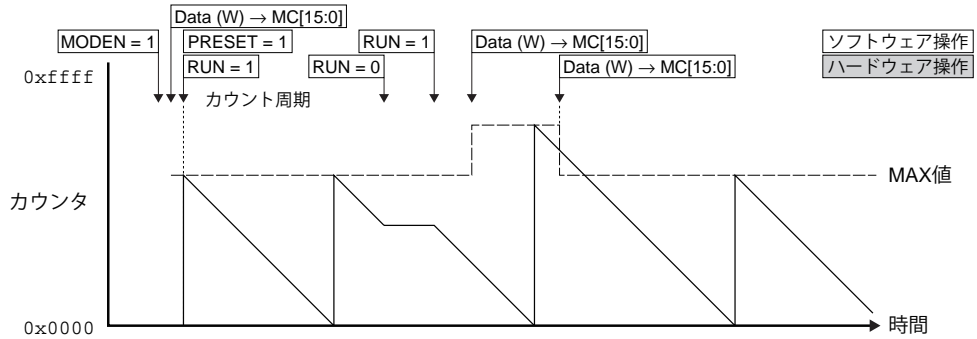 Data (W) → MC[15:0]
MODEN = 1
PRESET = 1
RUN = 1
Data (W) → MC[15:0]
ソフトウェア操作
RUN = 1
RUN = 0
Data (W) → MC[15:0]
ハードウェア操作
0xffff
カウント周期
MAX値
カウンタ
0x0000
時間